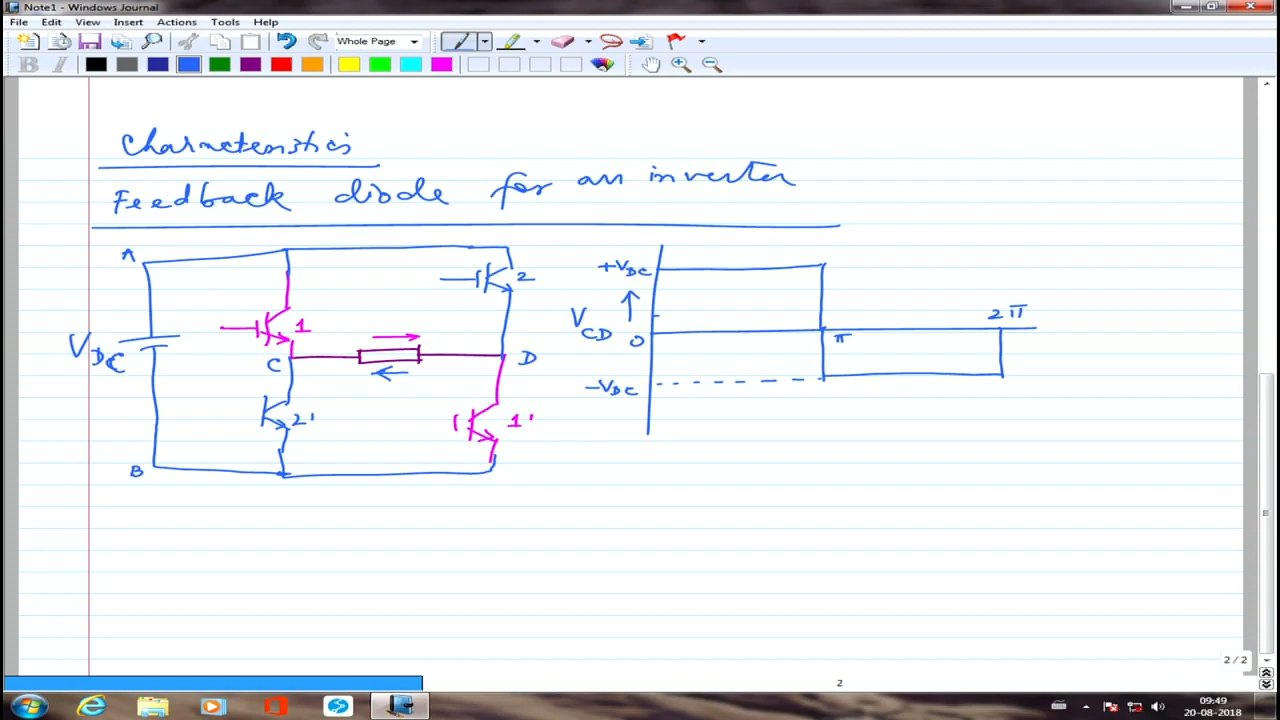 Note1 - Windows Journal
File Edit View Insert Actions Tools Help
Whole Page
B I
Characteristics
Feedback diode for an inverter
A
2
+VDC
VDC
1
C
D
VCD
0
π
2π
-VDC
2'
1'
B
2 / 2
2
09:49
20-08-2018